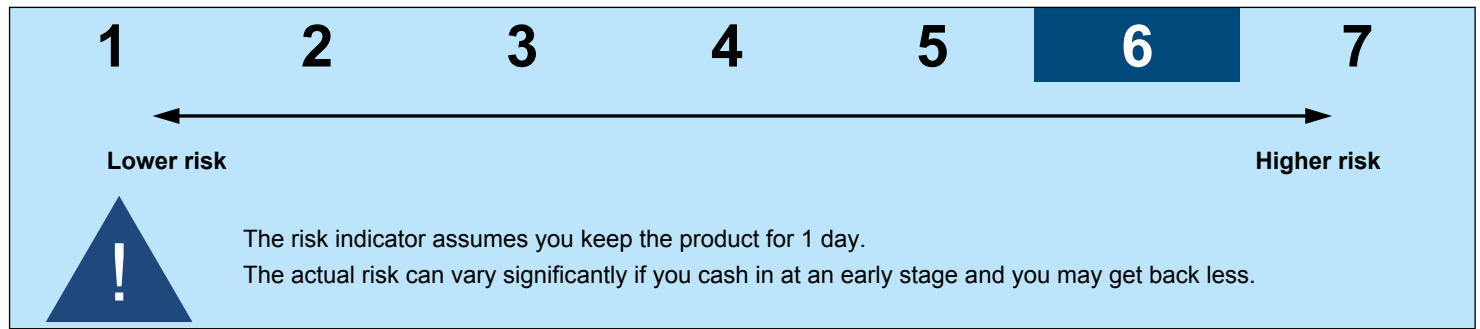 1 2 3 4 5 6 7
Lower risk Higher risk
!
The risk indicator assumes you keep the product for 1 day.
The actual risk can vary significantly if you cash in at an early stage and you may get back less.